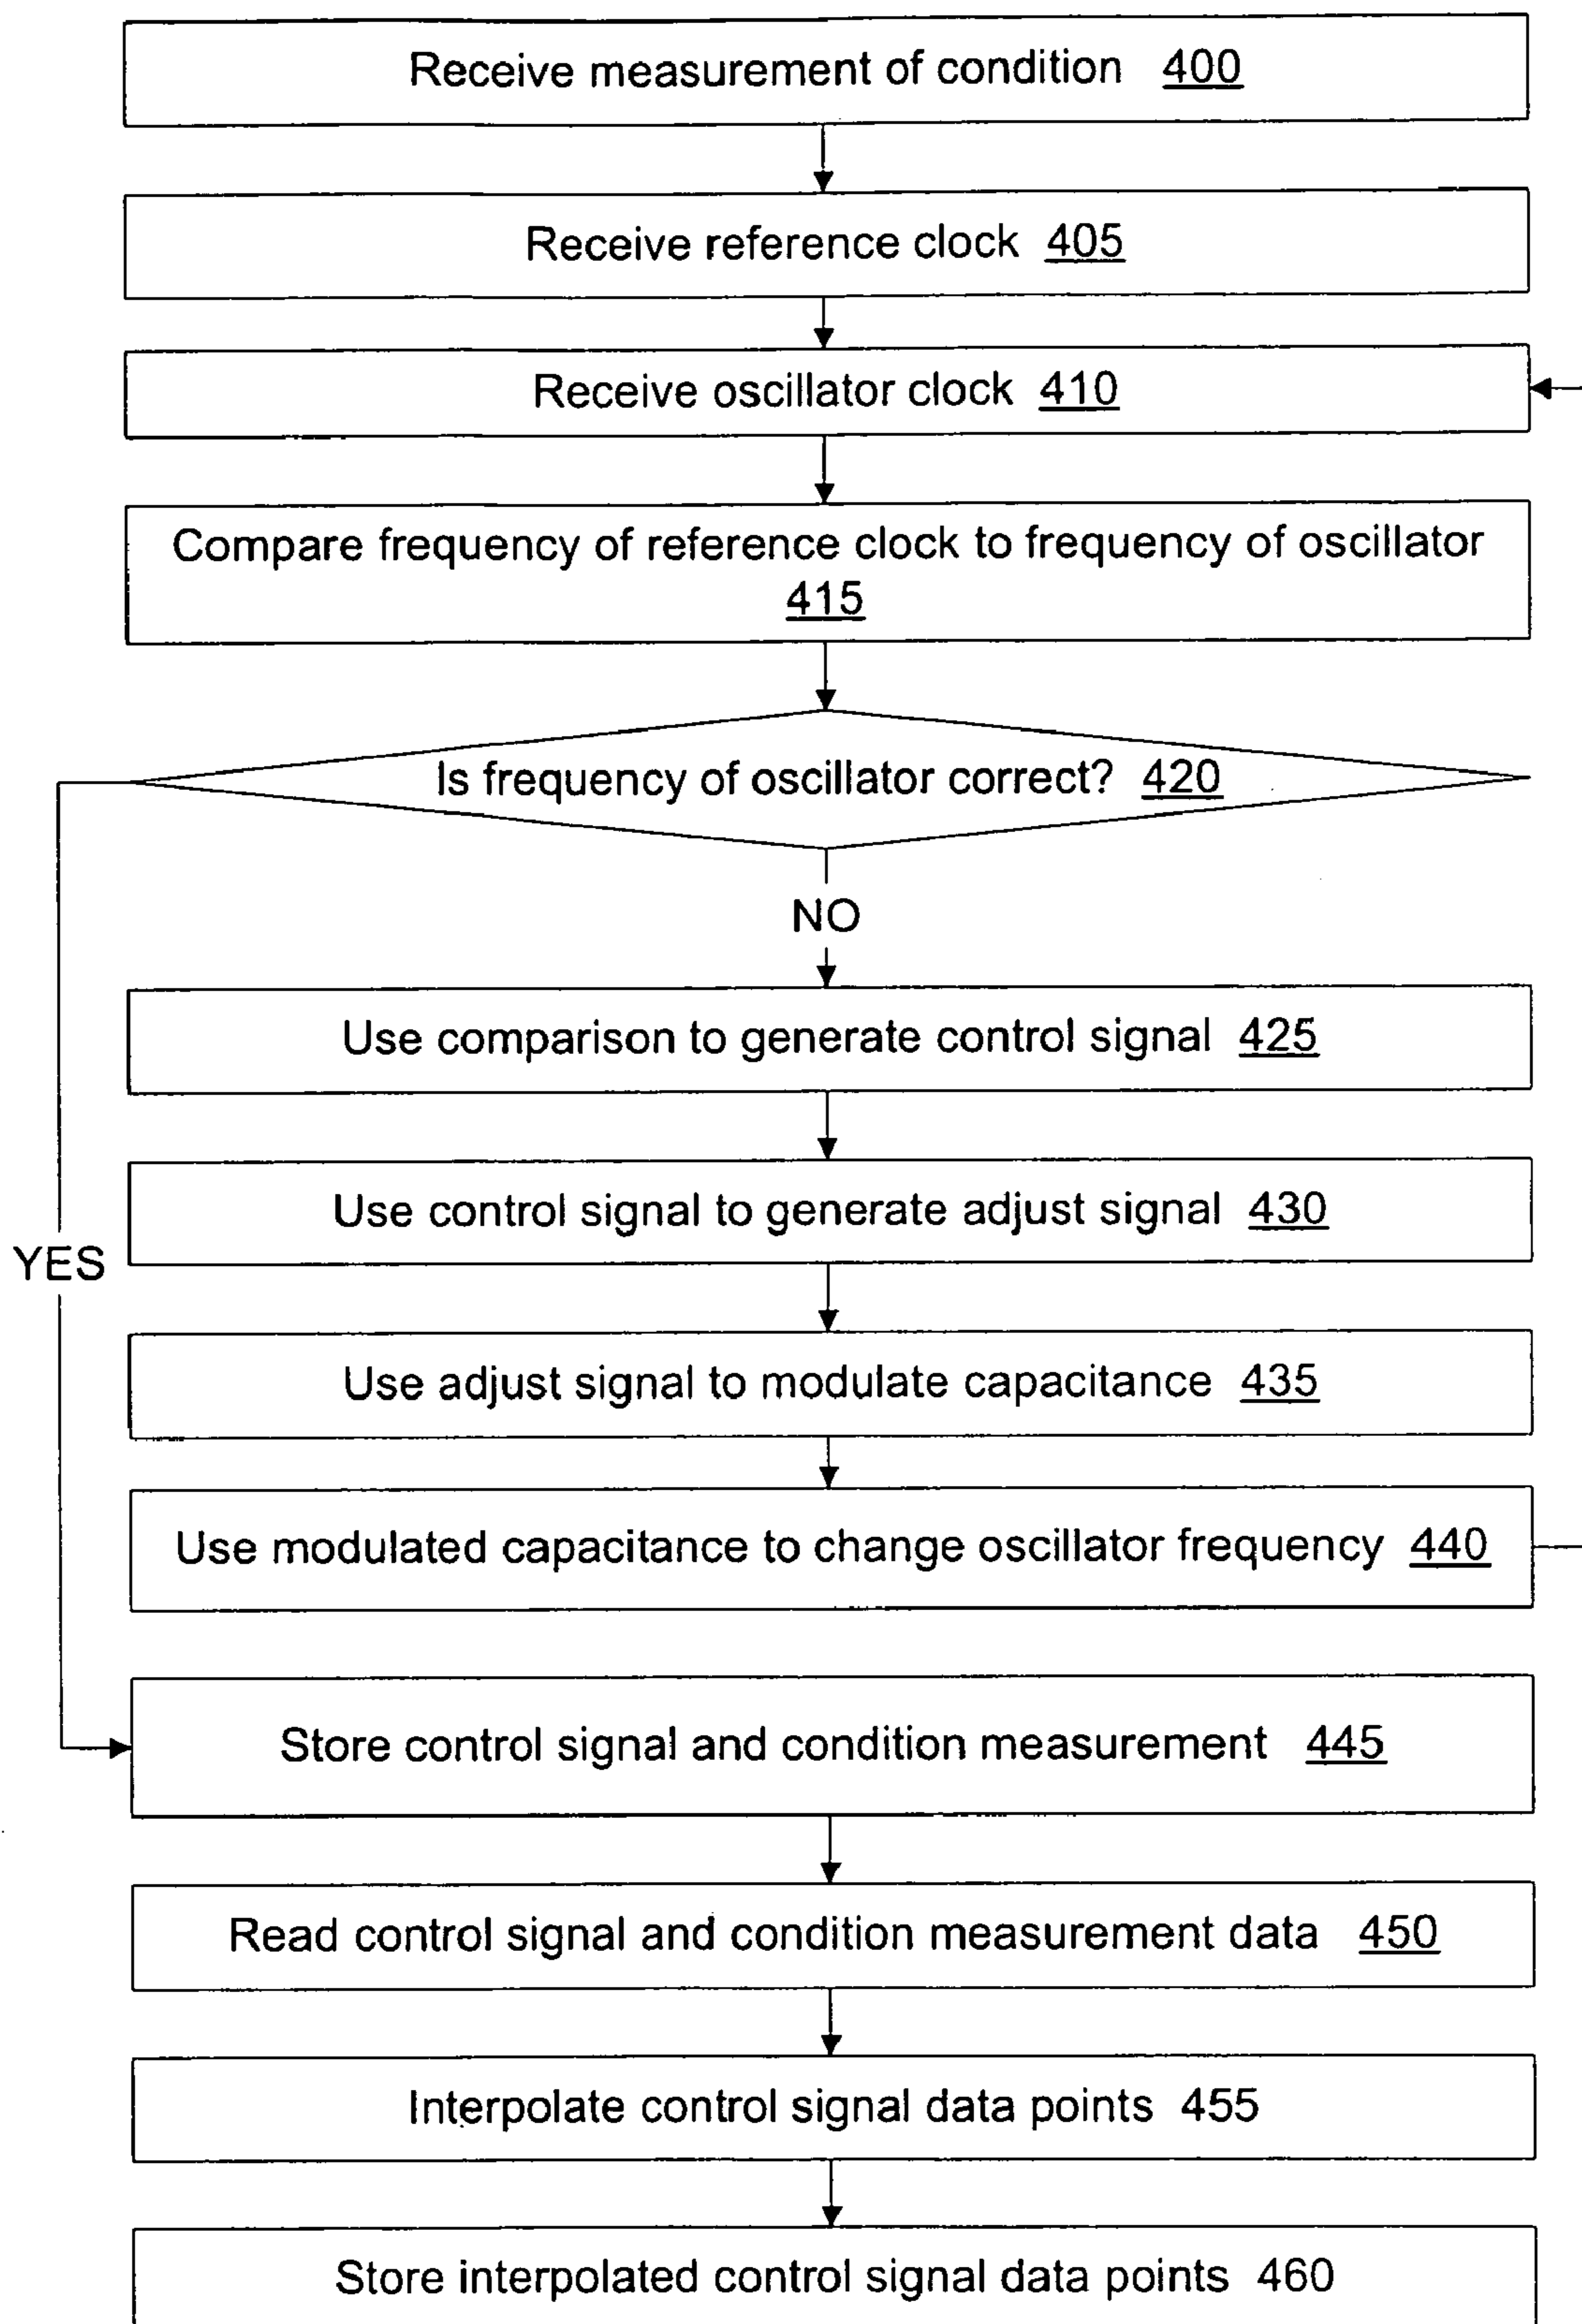 Receive measurement of condition 400
Receive reference clock 405
Receive oscillator clock 410
Compare frequency of reference clock to frequency of oscillator
415
Is frequency of oscillator correct? 420
NO
Use comparison to generate control signal 425
Use control signal to generate adjust signal 430
YES
Use adjust signal to modulate capacitance 435
Use modulated capacitance to change oscillator frequency 440
Store control signal and condition measurement 445
Read control signal and condition measurement data 450
Interpolate control signal data points 455
Store interpolated control signal data points 460